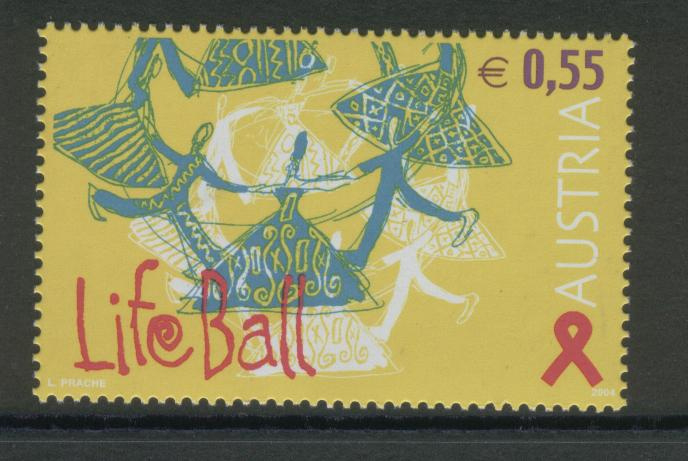 € 0,55
AUSTRIA
Life Ball
L. PRACHE
2004